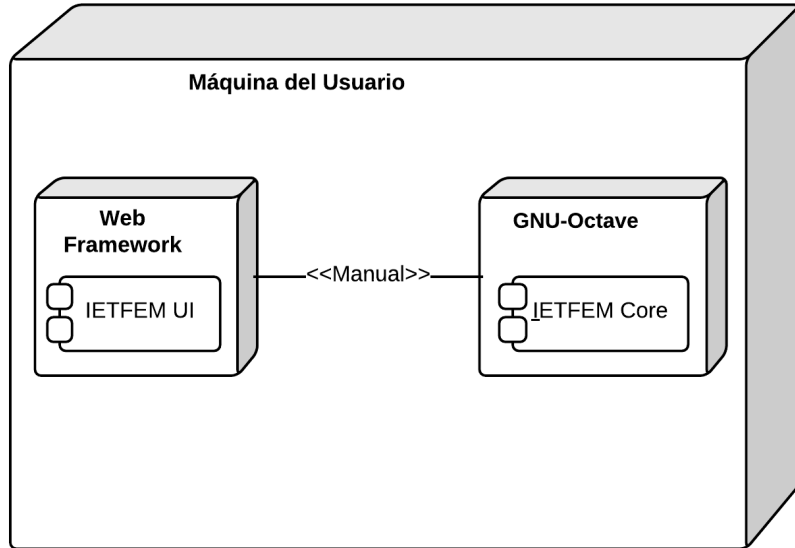 Máquina del Usuario
Web
Framework
IETFEM UI
<<Manual>>
GNU-Octave
IETFEM Core